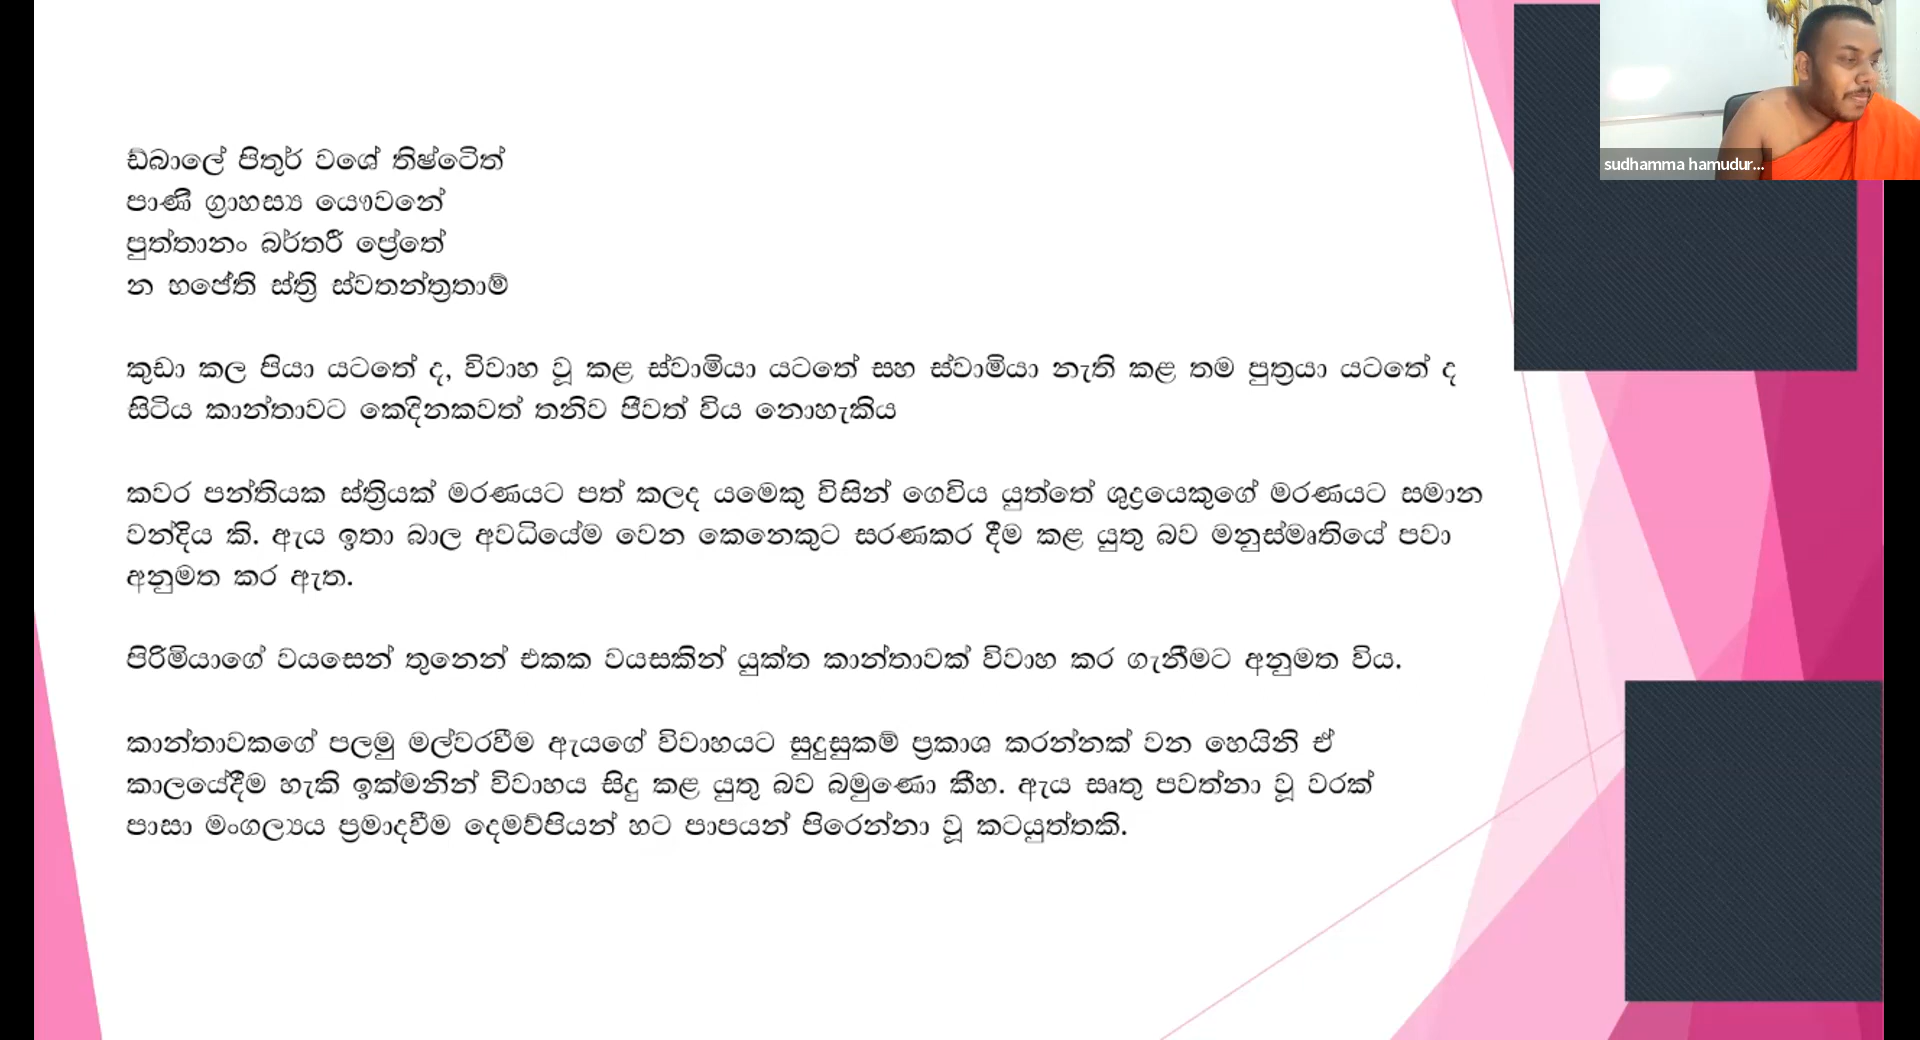 ඩ්බාලේ පිතුර් වශේ තිෂ්ටෙිත්
පාණී ග්‍රාහස්‍ය යෞවනේ
පුත්තානං බර්තරී ප්‍රේතේ
න හපේති ස්ත්‍රි ස්වතන්ත්‍රතාම්
කුඩා කල පියා යටතේ ද, විවාහ වූ කළ ස්වාමියා යටතේ සහ ස්වාමියා නැති කළ තම පුත්‍රයා යටතේ ද
සිටිය කාන්තාවට කෙදිනකවත් තනිව පීවත් විය නොහැකිය
කවර පන්තියක ස්ත්‍රියක් මරණයට පත් කලද යමෙකු විසින් ගෙවිය යුත්තේ ශුද්‍රයෙකුගේ මරණයට සමාන
වන්දිය කි. ඇය ඉතා බාල අවධියේම වෙන කෙනෙකුට සරණකර දීම කළ යුතු බව මනුස්මෘතියේ පවා
අනුමත කර ඇත.
පිරිමියාගේ වයසෙන් තුනෙන් එකක වයසකින් යුක්ත කාන්තාවක් විවාහ කර ගැනීමට අනුමත විය.
කාන්තාවකගේ පලමු මල්වරවීම ඇයගේ විවාහයට සුදුසුකම් ප්‍රකාශ කරන්නක් වන හෙයිනි ඒ
කාලයේදීම හැකි ඉක්මනින් විවාහය සිදු කළ යුතු බව බමුණෝ කීහ. ඇය සෘතු පවත්නා වූ වරක්
පාසා මංගල්‍යය ප්‍රමාදවීම දෙමව්පියන් හට පාපයන් පිරෙන්නා වූ කටයුත්තකි.
sudhamma hamudur...